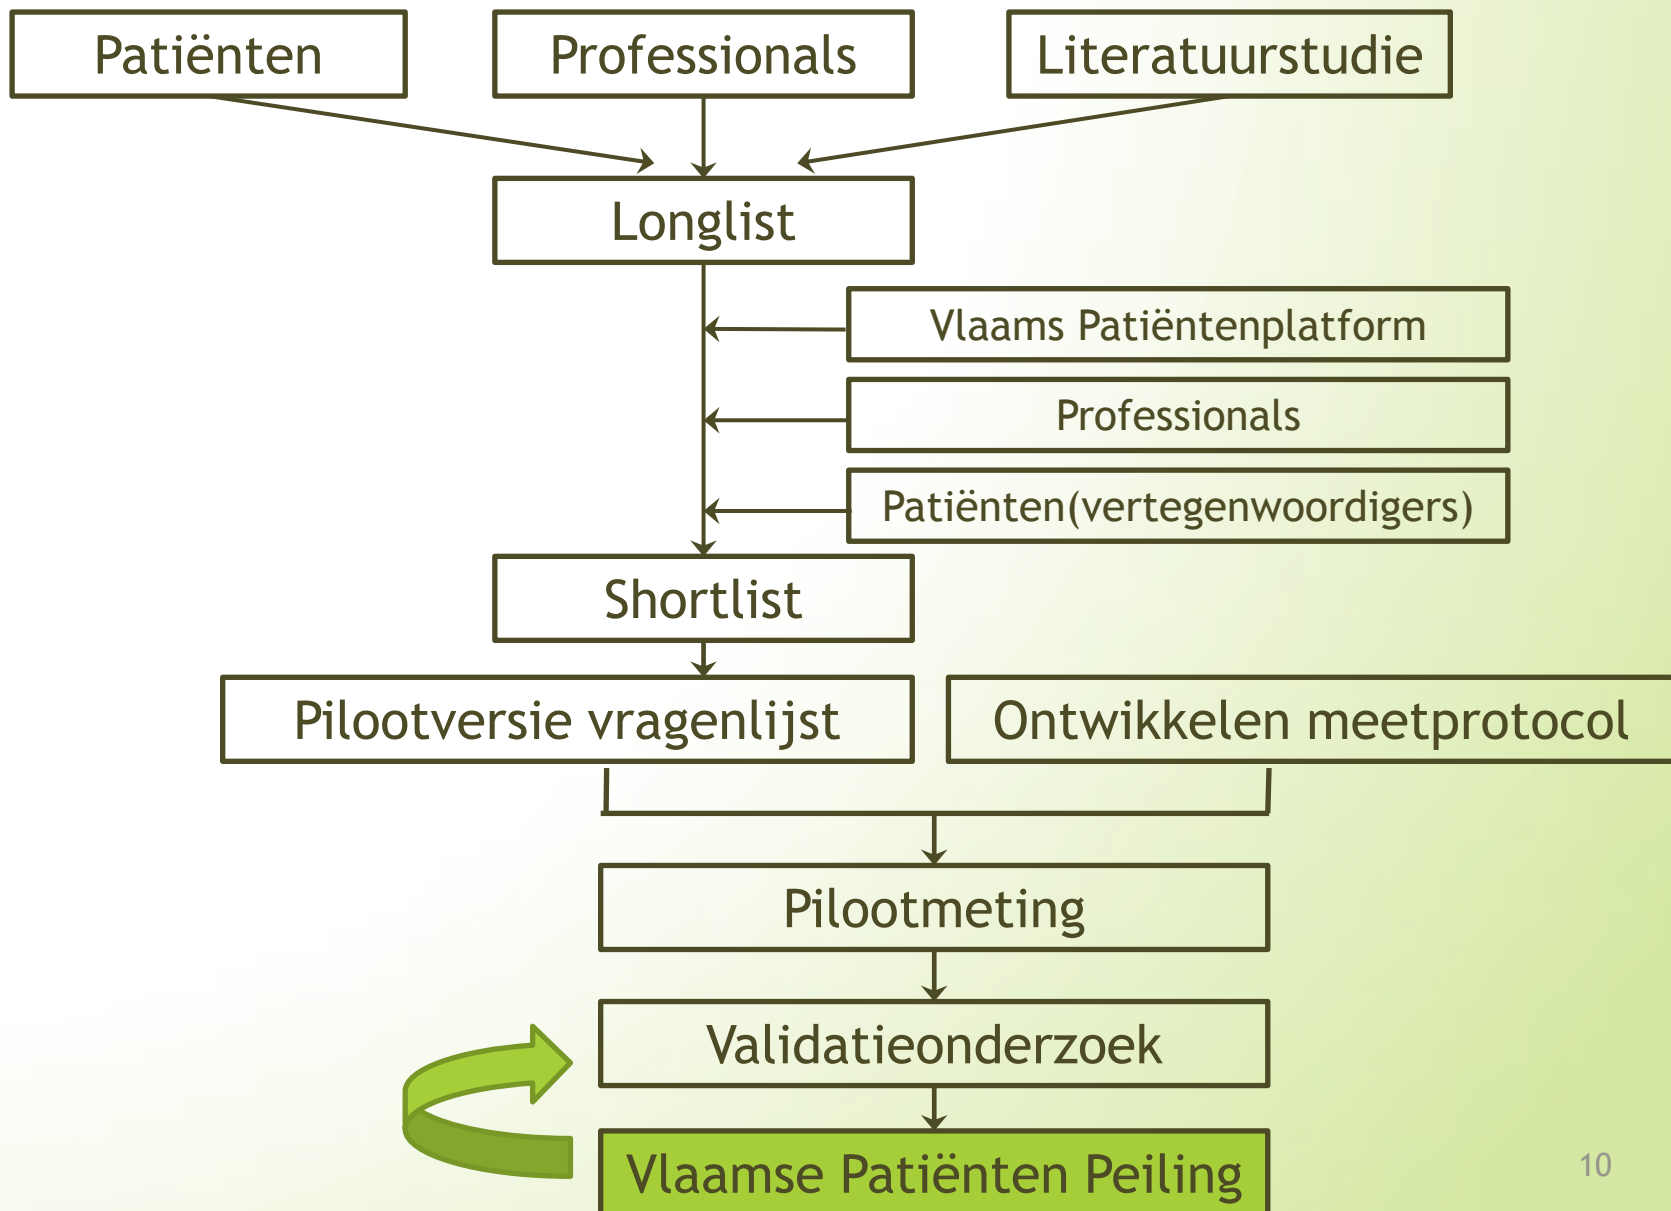 Patiënten
Professionals
Literatuurstudie
Longlist
Vlaams Patiëntenplatform
Professionals
Patiënten(vertegenwoordigers)
Shortlist
Pilootversie vragenlijst
Ontwikkelen meetprotocol
Pilootmeting
Validatieonderzoek
Vlaamse Patiënten Peiling
10